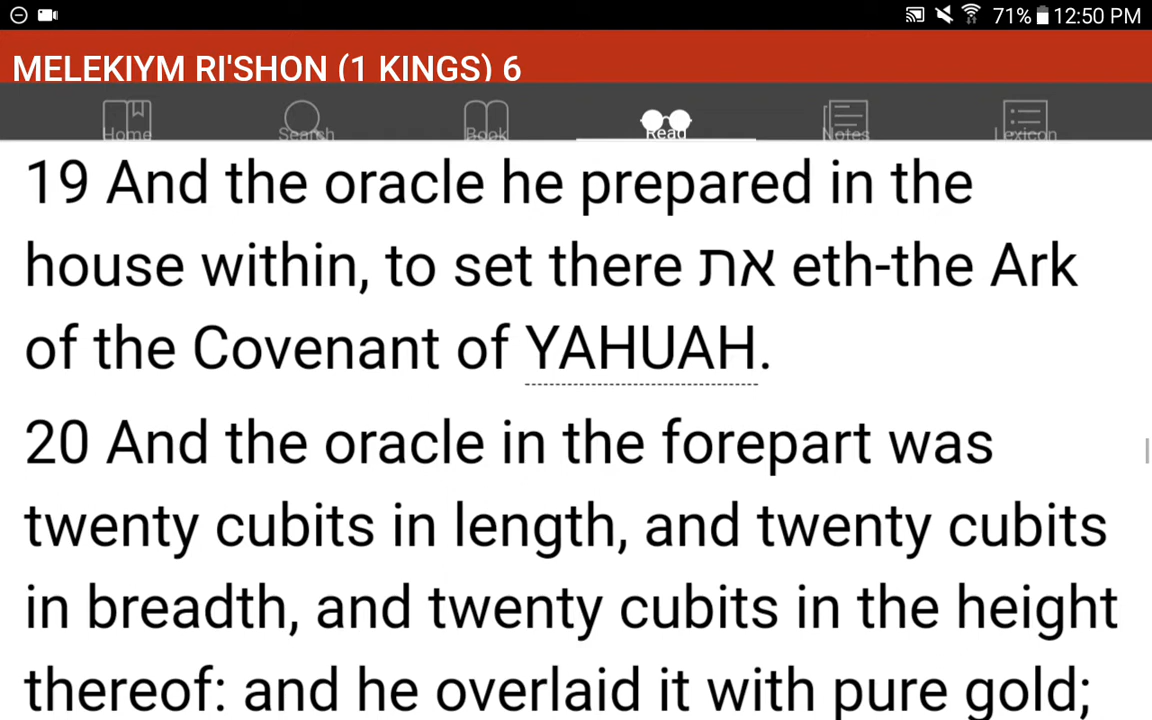 71% 12:50 PM
MELEKIYM RI'SHON (1 KINGS) 6
Home Search Book Read Notes Lexicon
19 And the oracle he prepared in the
house within, to set there את eth-the Ark
of the Covenant of YAHUAH.
20 And the oracle in the forepart was
twenty cubits in length, and twenty cubits
in breadth, and twenty cubits in the height
thereof: and he overlaid it with pure gold;